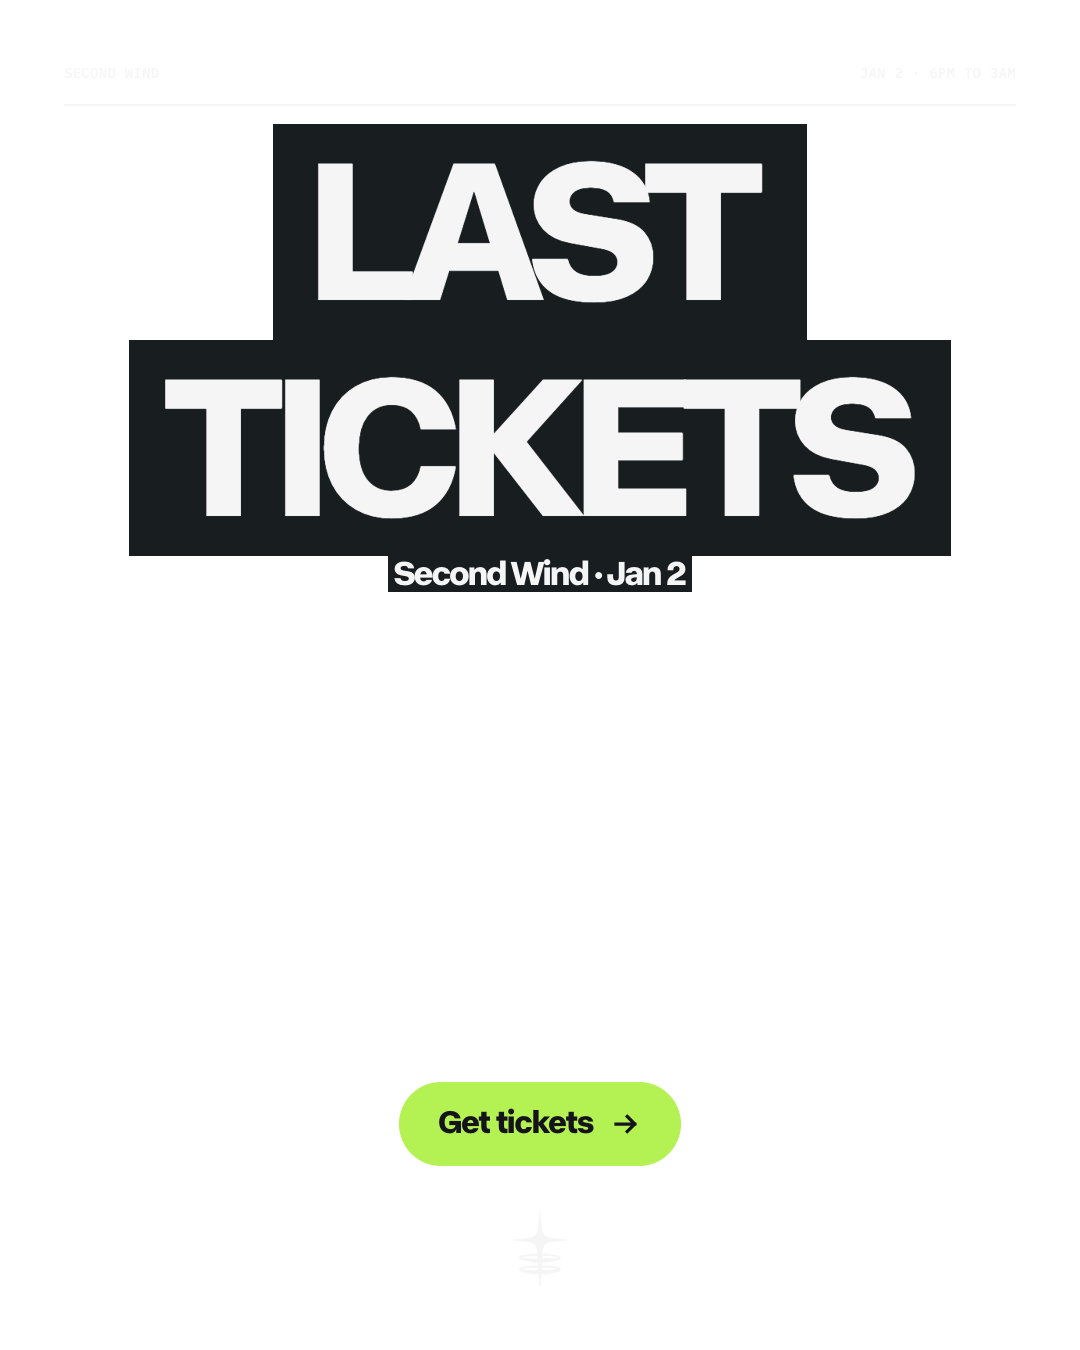 SECOND WIND
JAN 2 · 6PM TO 3AM
LAST
TICKETS
Second Wind · Jan 2
Get tickets →